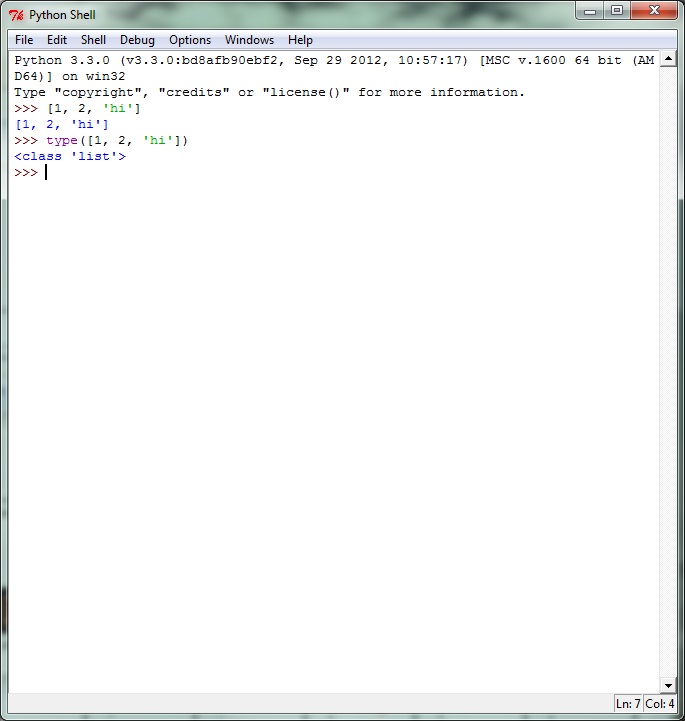 Python Shell
File Edit Shell Debug Options Windows Help
Python 3.3.0 (v3.3.0:bd8afb90ebf2, Sep 29 2012, 10:57:17) [MSC v.1600 64 bit (AM
D64)] on win32
Type "copyright", "credits" or "license()" for more information.
>>> [1, 2, 'hi']
[1, 2, 'hi']
>>> type([1, 2, 'hi'])
<class 'list'>
>>>
Ln: 7 Col: 4